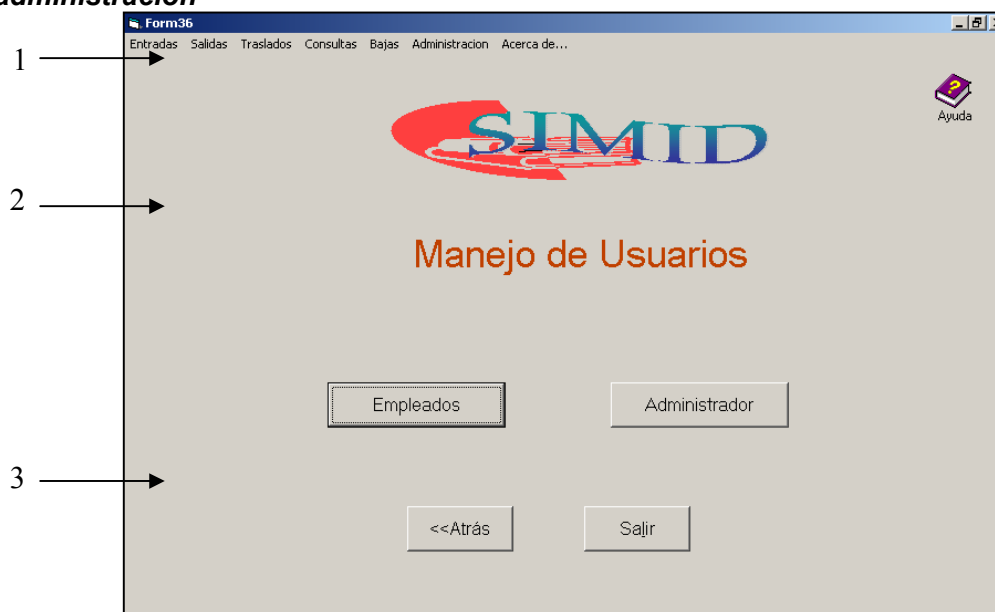 administración
Form36
Entradas Salidas Traslados Consultas Bajas Administracion Acerca de...
1
Ayuda
SIMID
2
Manejo de Usuarios
Empleados Administrador
3
<<Atrás Salir